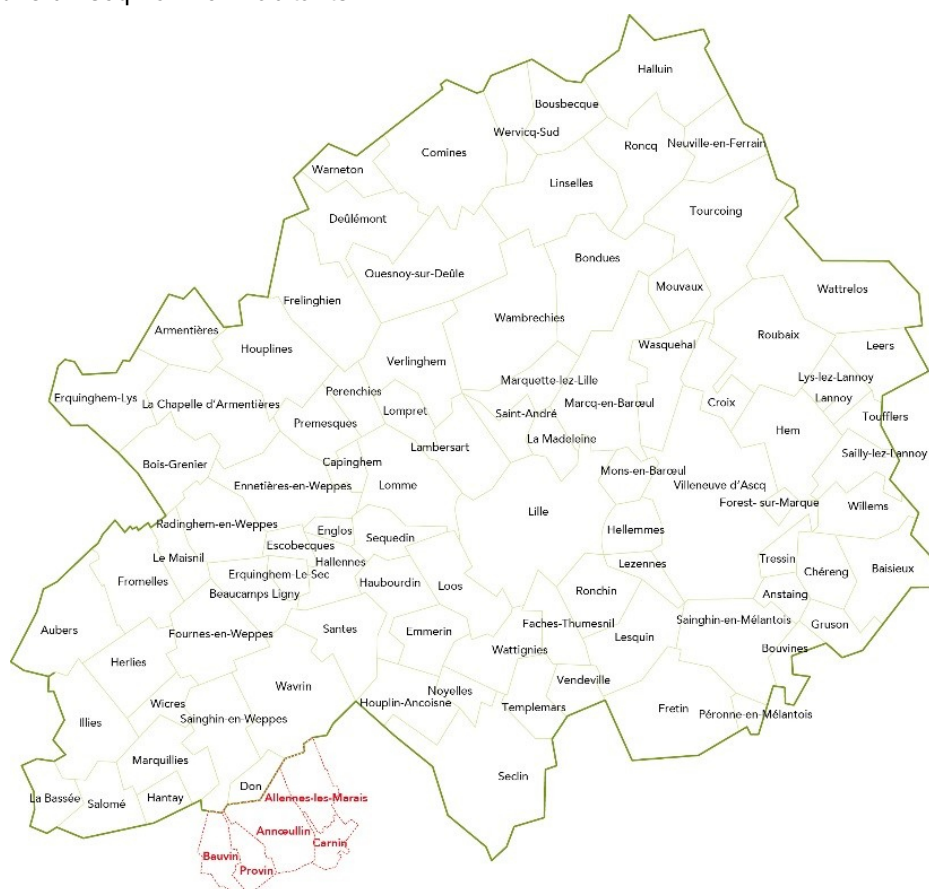 Halluin
Bousbecque
Wervicq-Sud
Neuville-en-Ferrain
Roncq
Comines
Warneton
Linselles
Tourcoing
Deûlémont
Bondues
Quesnoy-sur-Deûle
Mouvaux
Wattrelos
Frelinghien
Wambrechies
Armentières
Roubaix
Wasquehal
Leers
Houplines
Verlinghem
Lys-lez-Lannoy
Marquette-lez-Lille
Perenchies
Erquinghem-Lys
La Chapelle d'Armentières
Lannoy
Marcq-en-Barœul
Croix
Lompret
Saint-André
Toufflers
Premesques
Hem
La Madeleine
Lambersart
Sailly-lez-Lannoy
Bois-Grenier
Capinghem
Mons-en-Barœul
Ennetières-en-Weppes
Lomme
Villeneuve d'Ascq
Forest- sur-Marque
Willems
Lille
Radinghem-en-Weppes
Englos
Hellemmes
Sequedin
Escobecques
Le Maisnil
Hallennes
Tressin
Lezennes
Chéreng
Baisieux
Erquinghem-Le-Sec
Fromelles
Haubourdin
Loos
Ronchin
Beaucamps Ligny
Anstaing
Faches-Thumesnil
Sainghin-en-Mélantois
Gruson
Aubers
Santes
Emmerin
Fournes-en-Weppes
Lesquin
Wattignies
Bouvines
Herlies
Vendeville
Wavrin
Noyelles
Houplin-Ancoisne
Wicres
Templemars
Fretin
Péronne-en-Mélantois
Illies
Sainghin-en-Weppes
Marquillies
Seclin
Don
La Bassée
Salomé
Hantay
Allennes-les-Marais
Annœullin
Carnin
Bauvin
Provin